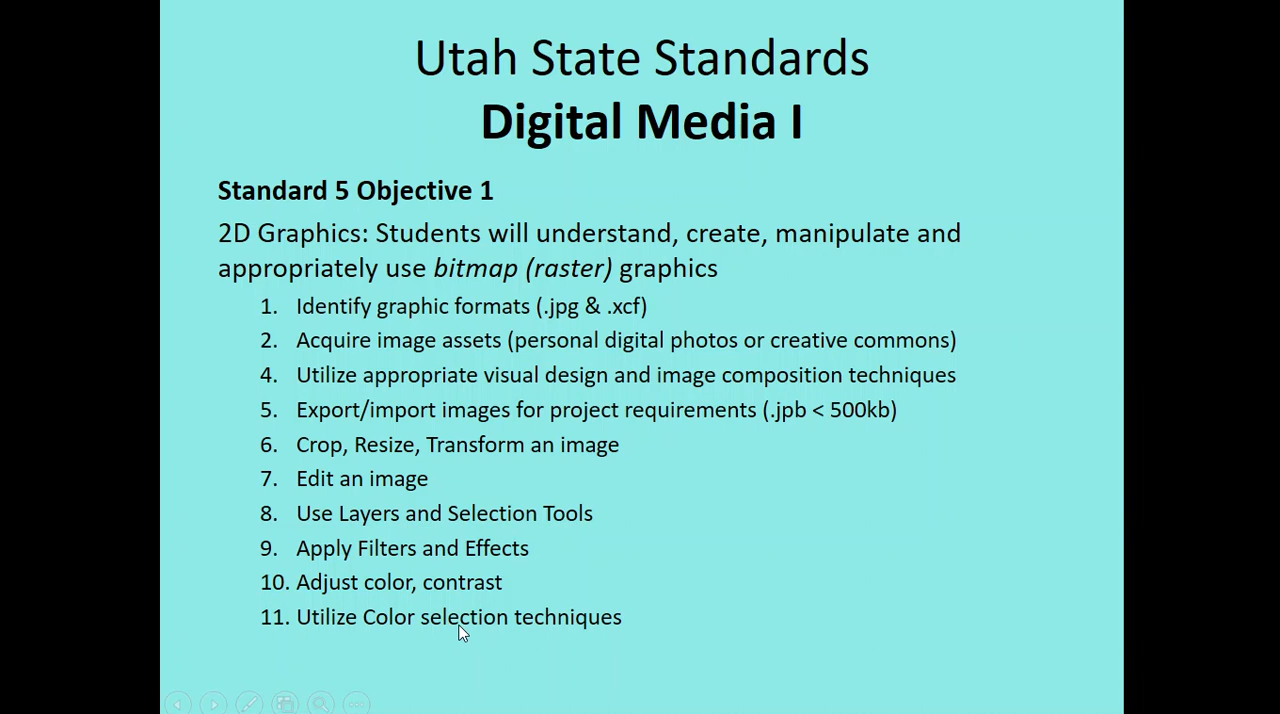 Utah State Standards
Digital Media I
Standard 5 Objective 1
2D Graphics: Students will understand, create, manipulate and
appropriately use bitmap (raster) graphics
1. Identify graphic formats (.jpg & .xcf)
2. Acquire image assets (personal digital photos or creative commons)
4. Utilize appropriate visual design and image composition techniques
5. Export/import images for project requirements (.jpb < 500kb)
6. Crop, Resize, Transform an image
7. Edit an image
8. Use Layers and Selection Tools
9. Apply Filters and Effects
10. Adjust color, contrast
11. Utilize Color selection techniques